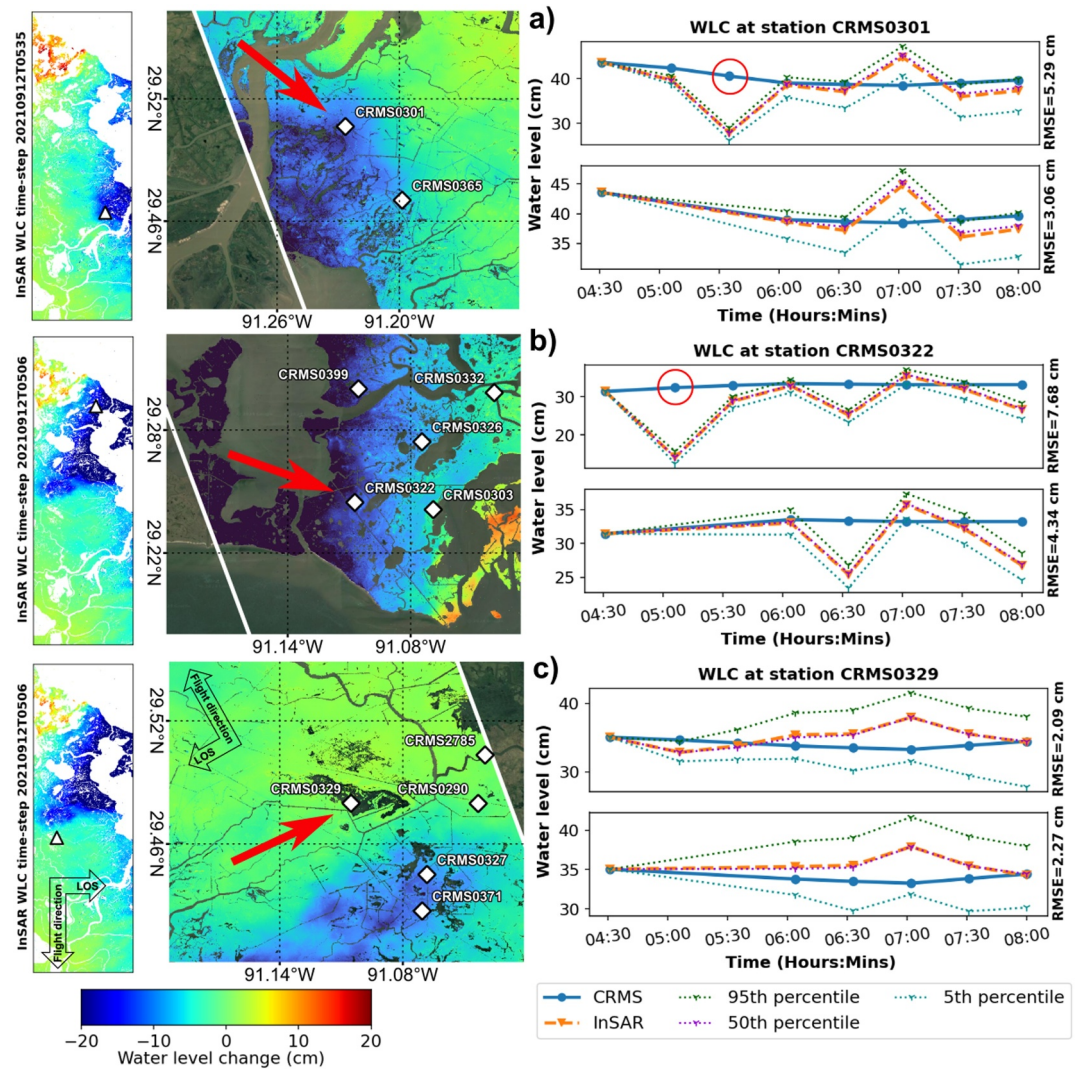 a)
WLC at station CRMS0301
InSAR WLC time-step 20210912T0535
29.52°N
29.46°N
CRMS0301
CRMS0365
91.26°W
91.20°W
Water level (cm)
40
30
RMSE=5.29 cm
45
40
35
RMSE=3.06 cm
04:30
05:00
05:30
06:00
06:30
07:00
07:30
08:00
Time (Hours:Mins)
b)
WLC at station CRMS0322
InSAR WLC time-step 20210912T0506
CRMS0399
CRMS0332
CRMS0326
CRMS0322
CRMS0303
29.28°N
29.22°N
91.14°W
91.08°W
Water level (cm)
30
20
RMSE=7.68 cm
35
30
25
RMSE=4.34 cm
04:30
05:00
05:30
06:00
06:30
07:00
07:30
08:00
Time (Hours:Mins)
c)
WLC at station CRMS0329
InSAR WLC time-step 20210912T0506
LOS
Flight direction
Flight direction
LOS
29.52°N
29.46°N
CRMS2785
CRMS0329
CRMS0290
CRMS0327
CRMS0371
91.14°W
91.08°W
Water level (cm)
40
30
RMSE=2.09 cm
40
35
30
RMSE=2.27 cm
04:30
05:00
05:30
06:00
06:30
07:00
07:30
08:00
Time (Hours:Mins)
−20
−10
0
10
20
Water level change (cm)
CRMS
95th percentile
5th percentile
InSAR
50th percentile